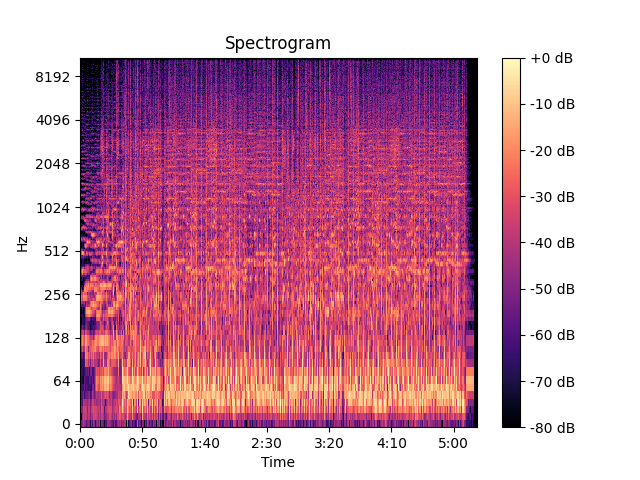 Spectrogram
8192
4096
2048
1024
512
256
128
64
0
Hz
0:00 0:50 1:40 2:30 3:20 4:10 5:00
Time
+0 dB
-10 dB
-20 dB
-30 dB
-40 dB
-50 dB
-60 dB
-70 dB
-80 dB